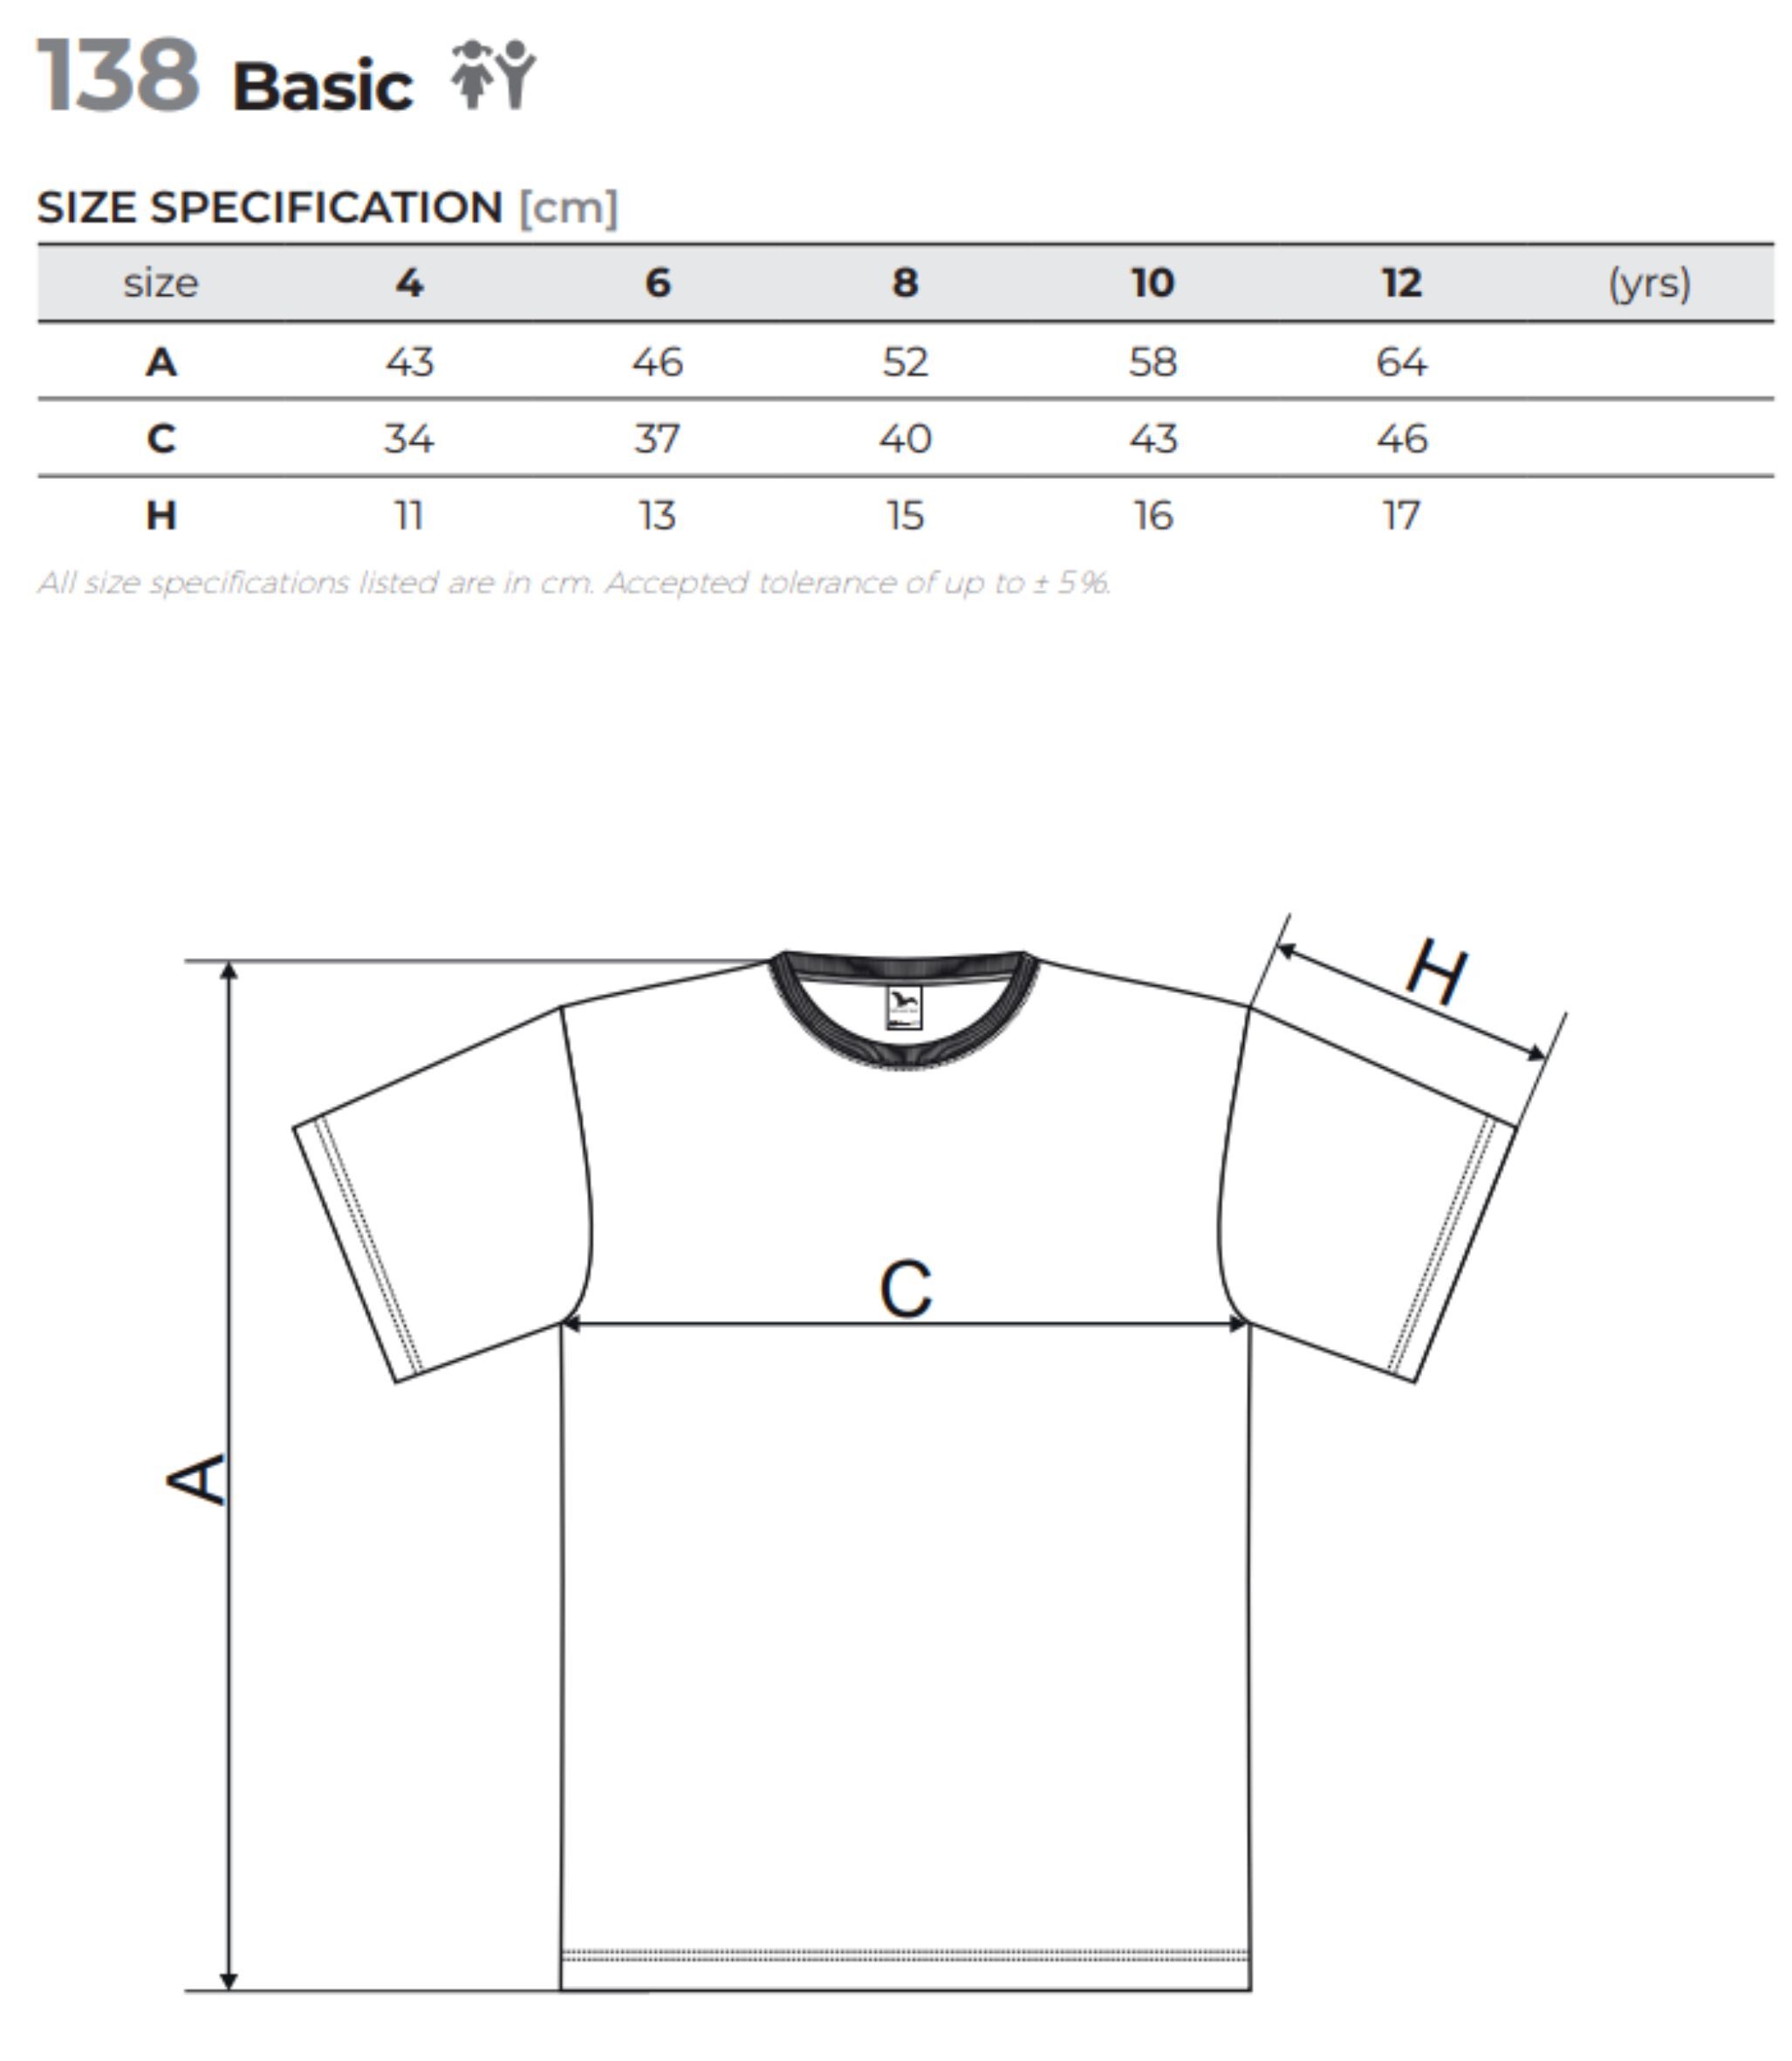 138 Basic
SIZE SPECIFICATION [cm]
size 4 6 8 10 12 (yrs)
A 43 46 52 58 64
C 34 37 40 43 46
H 11 13 15 16 17
All size specifications listed are in cm. Accepted tolerance of up to ± 5 %.
H
C
A